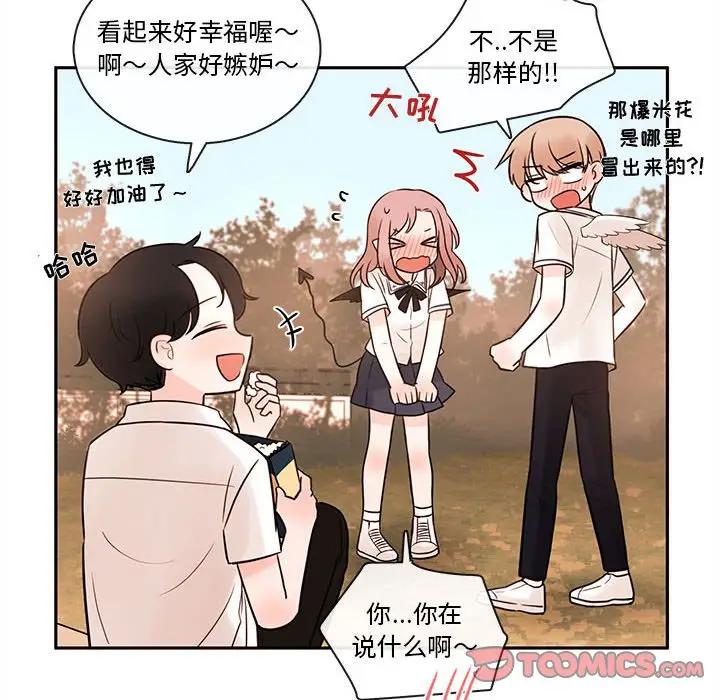 看起来好幸福喔～
啊～人家好嫉妒～
不..不是
那样的!!
大吼
那爆米花
是哪里
冒出来的?!
我也得
好好加油了～
哈哈
你...你在
说什么啊～
@TOOMICS.COM